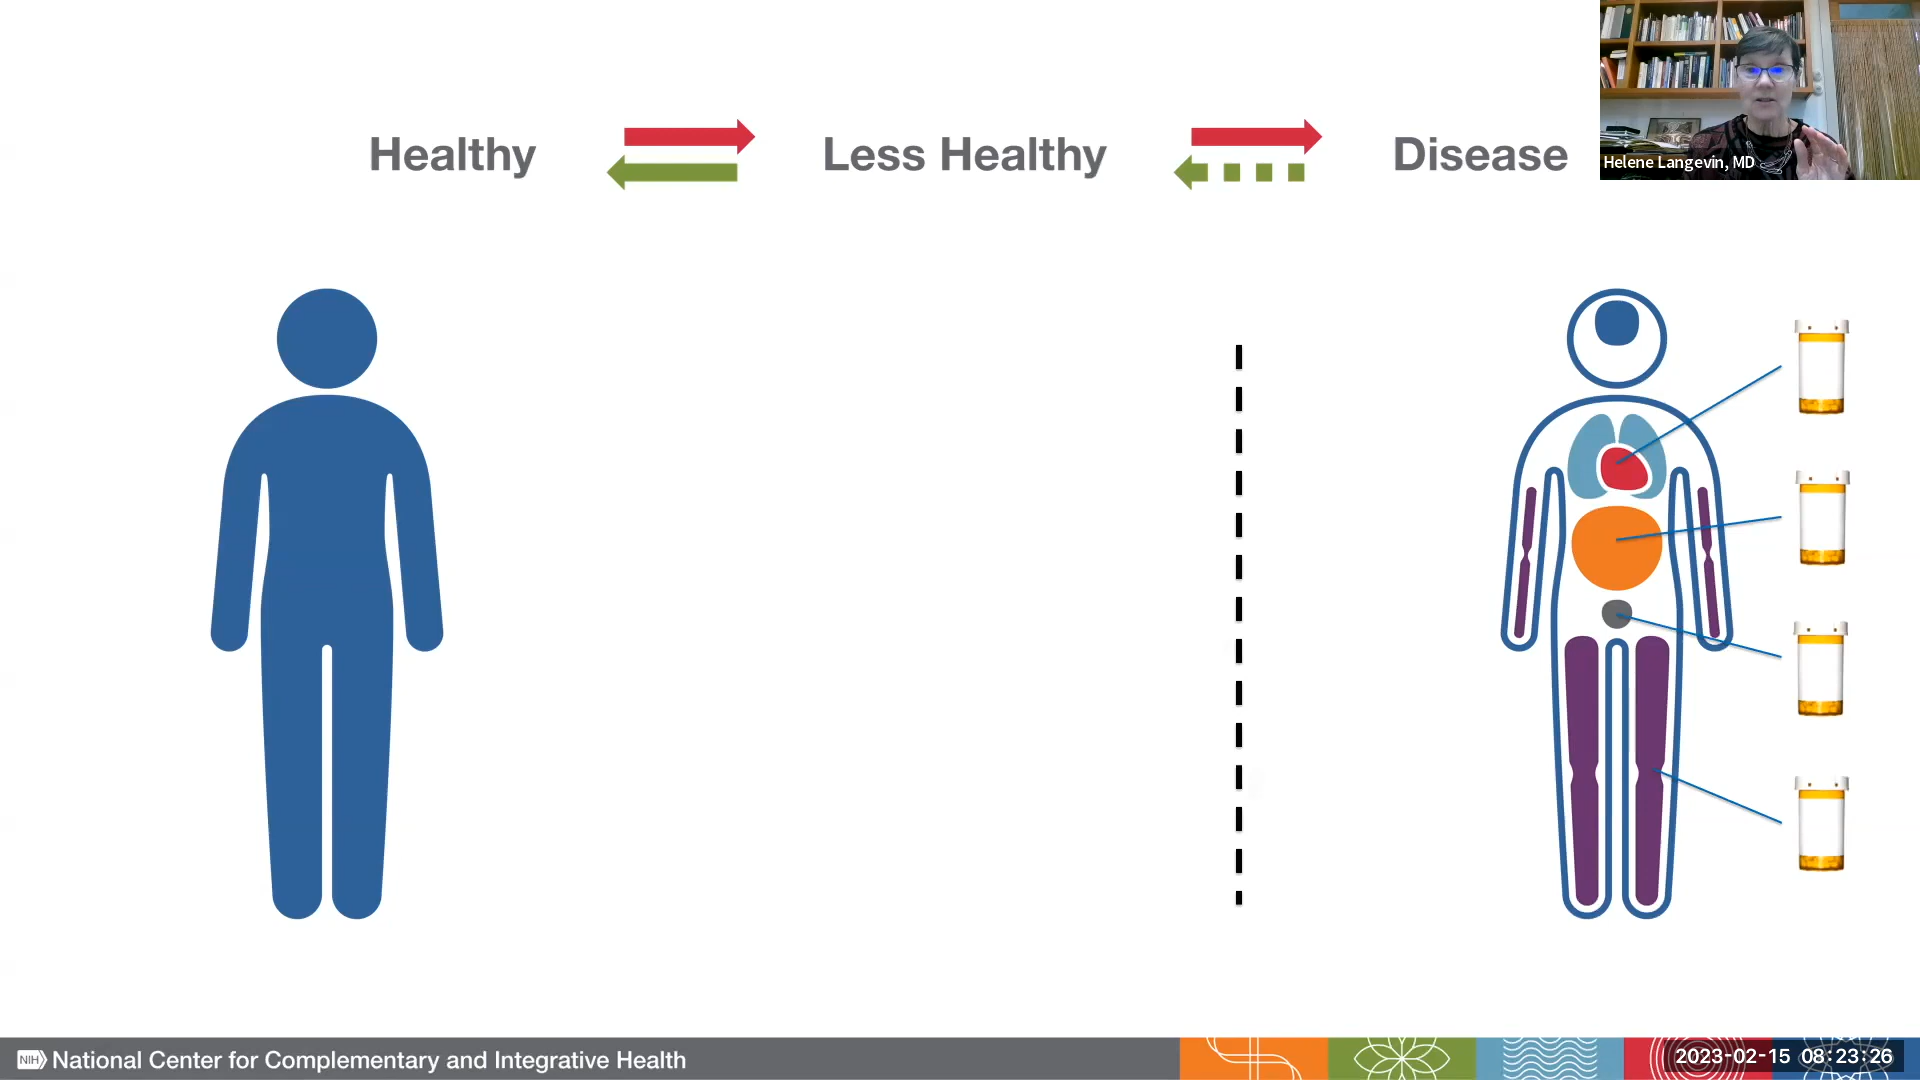 Healthy
Less Healthy
Disease
Helene Langevin, MD
NIH National Center for Complementary and Integrative Health
2023-02-15 08:23:26